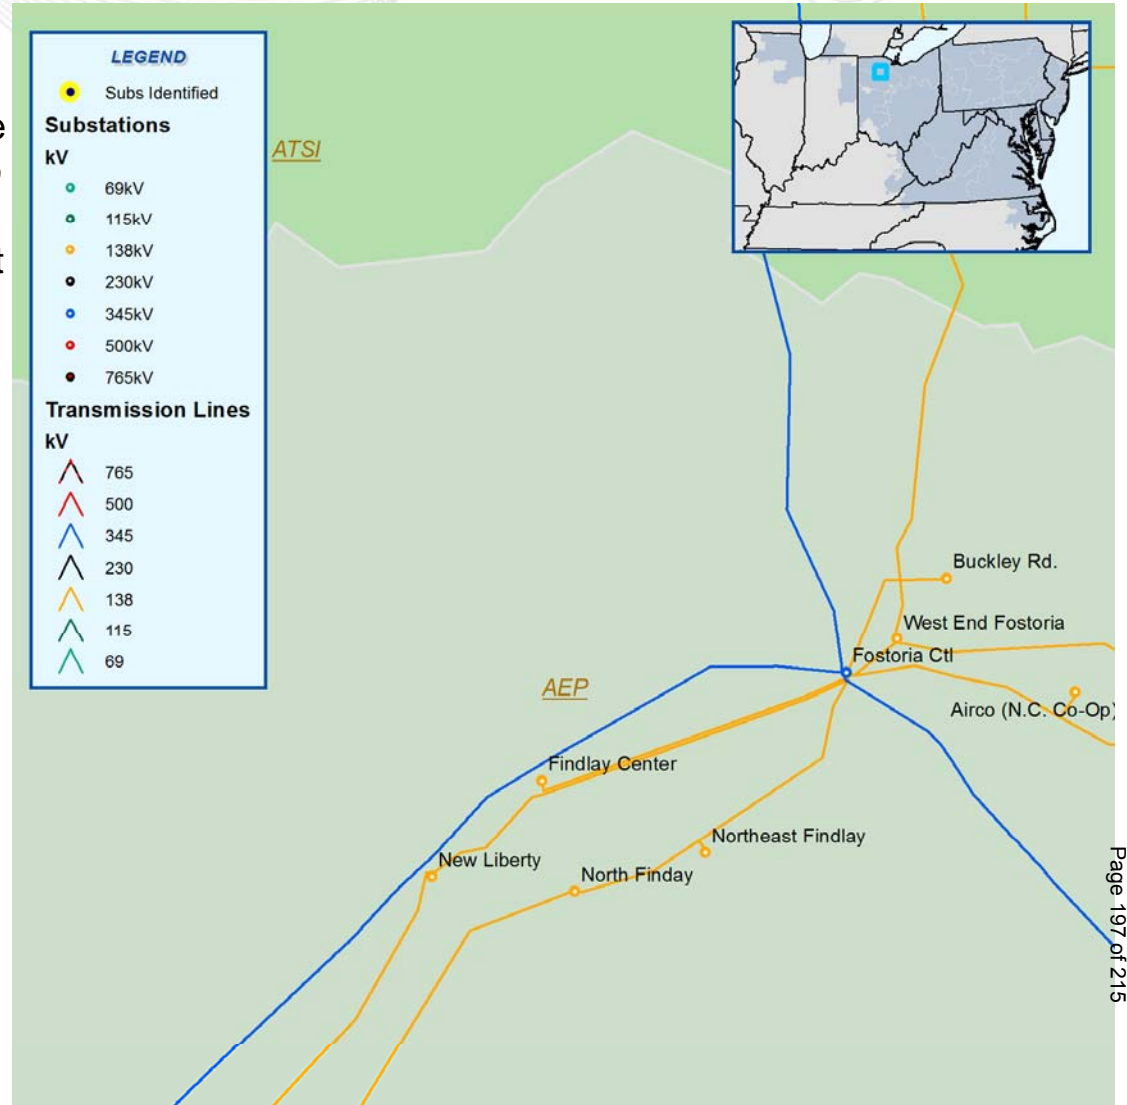 LEGEND
Subs Identified
Substations
kV
69kV
115kV
138kV
230kV
345kV
500kV
765kV
Transmission Lines
kV
765
500
345
230
138
115
69
e
t
ATSI
AEP
Buckley Rd.
West End Fostoria
Fostoria Ctl
Airco (N.C. Co-Op)
Findlay Center
Northeast Findlay
New Liberty
North Finday
Page 197 of 215